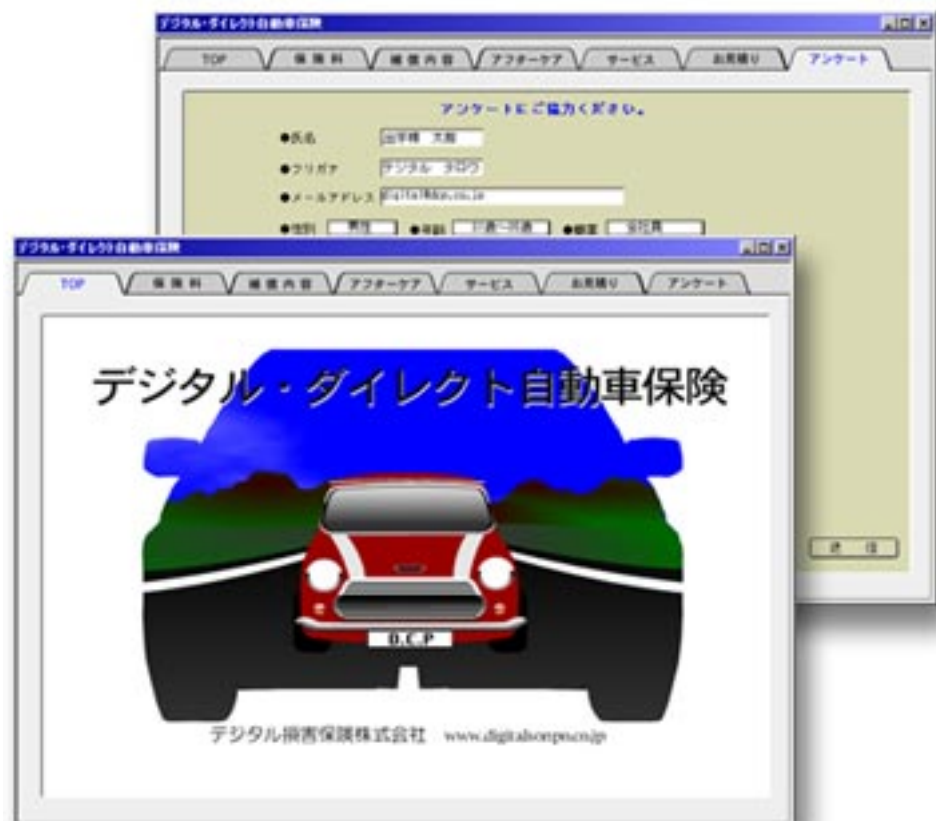 デジタル・ダイレクト自動車保険
TOP 保険料 補償内容 アフターケア サービス お見積り アンケート
アンケートにご協力ください。
●氏名
●フリガナ デジタル タロウ
●メールアドレス
●性別 男性 ●年齢 ●職業 会社員
送 信
デジタル・ダイレクト自動車保険
TOP 保険料 補償内容 アフターケア サービス お見積り アンケート
デジタル・ダイレクト自動車保険
D.C.P
デジタル損害保険株式会社 www.digitalsonpo.co.jp